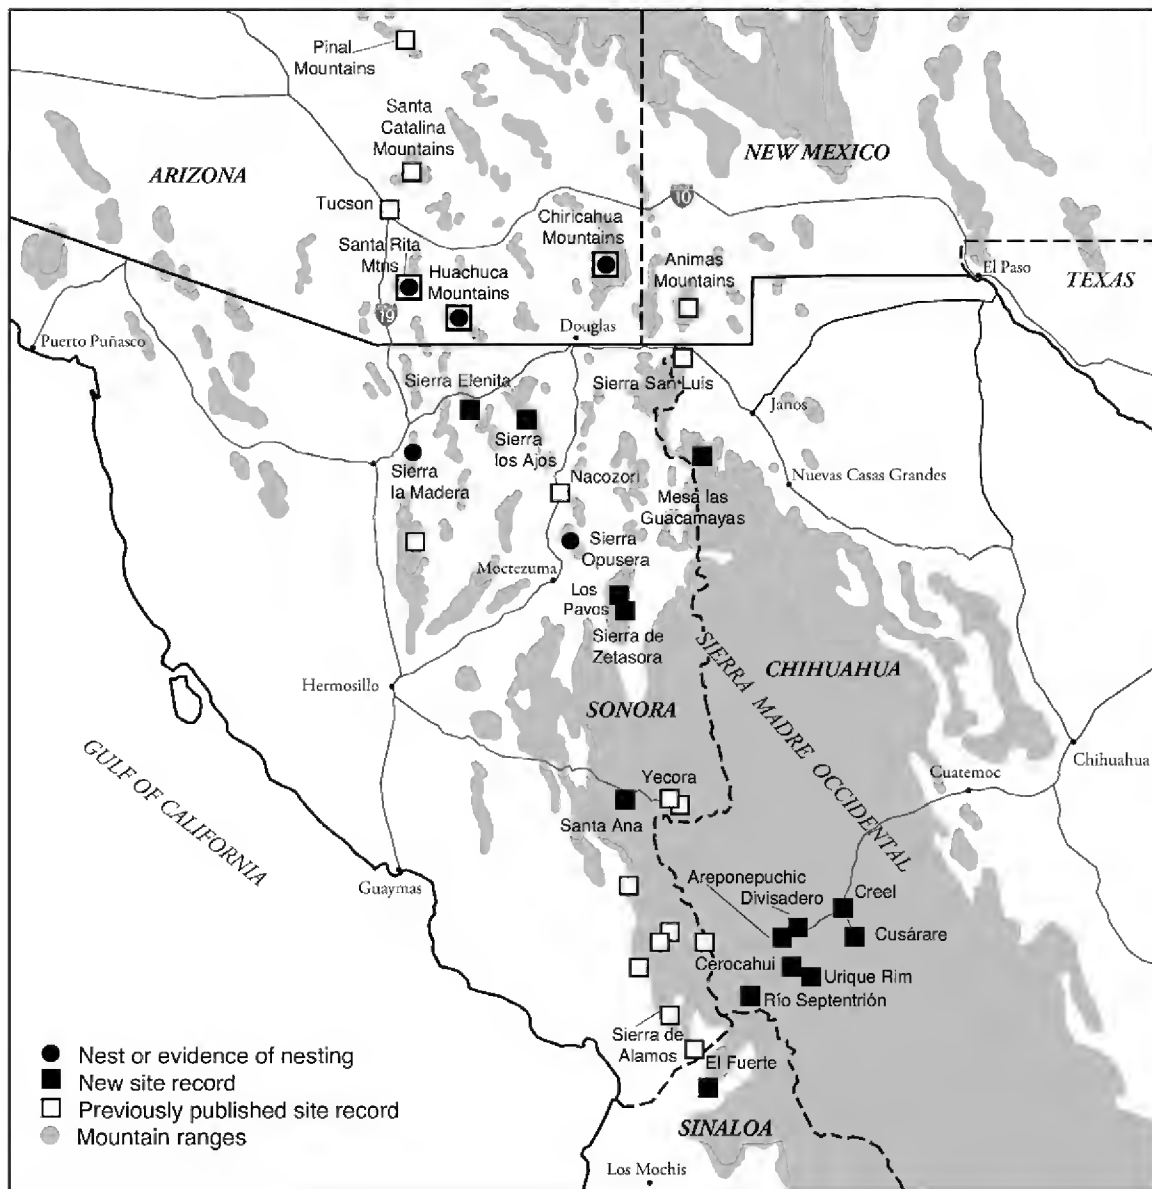 Pinal
Mountains
Santa
Catalina
Mountains
ARIZONA
NEW MEXICO
Tucson
10
Chiricahua
Mountains
Santa Rita
Mtns
Huachuca
Mountains
Animas
Mountains
El Paso
TEXAS
19
Douglas
Puerto Puñasco
Sierra Elenita
Sierra San Luis
Janos
Sierra
los Ajos
Sierra
la Madera
Nacozori
Mesa las
Guacamayas
Nuevas Casas Grandes
Sierra
Opusera
Moctezuma
Los
Pavos
Sierra de
Zetasora
SIERRA MADRE OCCIDENTAL
CHIHUAHUA
Hermosillo
SONORA
GULF OF CALIFORNIA
Chihuahua
Cuatemoc
Yecora
Santa Ana
Guaymas
Areponepuchic
Divisadero
Creel
Cusárare
Cerocahui
Urique Rim
Río Septentrión
Sierra de
Alamos
El Fuerte
SINALOA
Los Mochis
Nest or evidence of nesting
New site record
Previously published site record
Mountain ranges